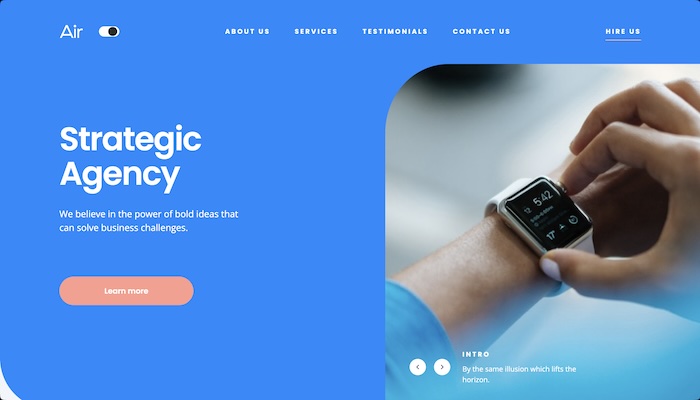 Air
ABOUT US
SERVICES
TESTIMONIALS
CONTACT US
HIRE US
Strategic
Agency
We believe in the power of bold ideas that
can solve business challenges.
Learn more
5:42
17
INTRO
By the same illusion which lifts the
horizon.